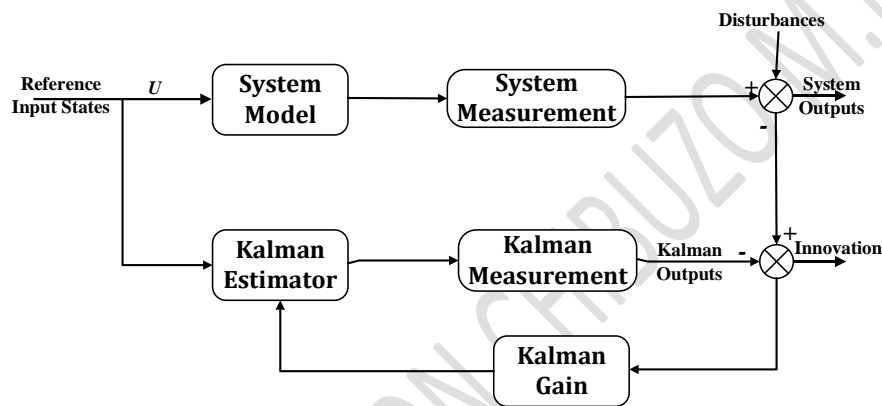 Disturbances
Reference
Input States
U
System
Model
System
Measurement
+
-
System
Outputs
Kalman
Estimator
Kalman
Measurement
Kalman
Outputs
-
+
Innovation
Kalman
Gain